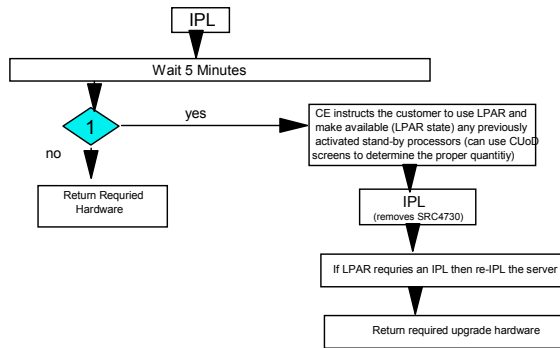 IPL
Wait 5 Minutes
1
yes
no
CE instructs the customer to use LPAR and
make available (LPAR state) any previously
activated stand-by processors (can use CUoD
screens to determine the proper quantitiy)
Return Requried
Hardware
IPL
(removes SRC4730)
If LPAR requries an IPL then re-IPL the server
Return required upgrade hardware